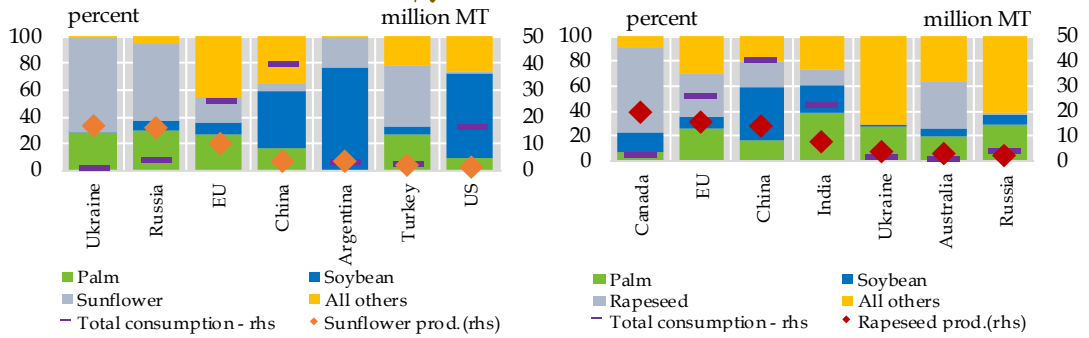 percent
million MT
100
80
60
40
20
0
50
40
30
20
10
0
Ukraine
Russia
EU
China
Argentina
Turkey
US
Palm
Soybean
Sunflower
All others
Total consumption - rhs
Sunflower prod.(rhs)
percent
million MT
100
80
60
40
20
0
50
40
30
20
10
0
Canada
EU
China
India
Ukraine
Australia
Russia
Palm
Soybean
Rapeseed
All others
Total consumption - rhs
Rapeseed prod.(rhs)